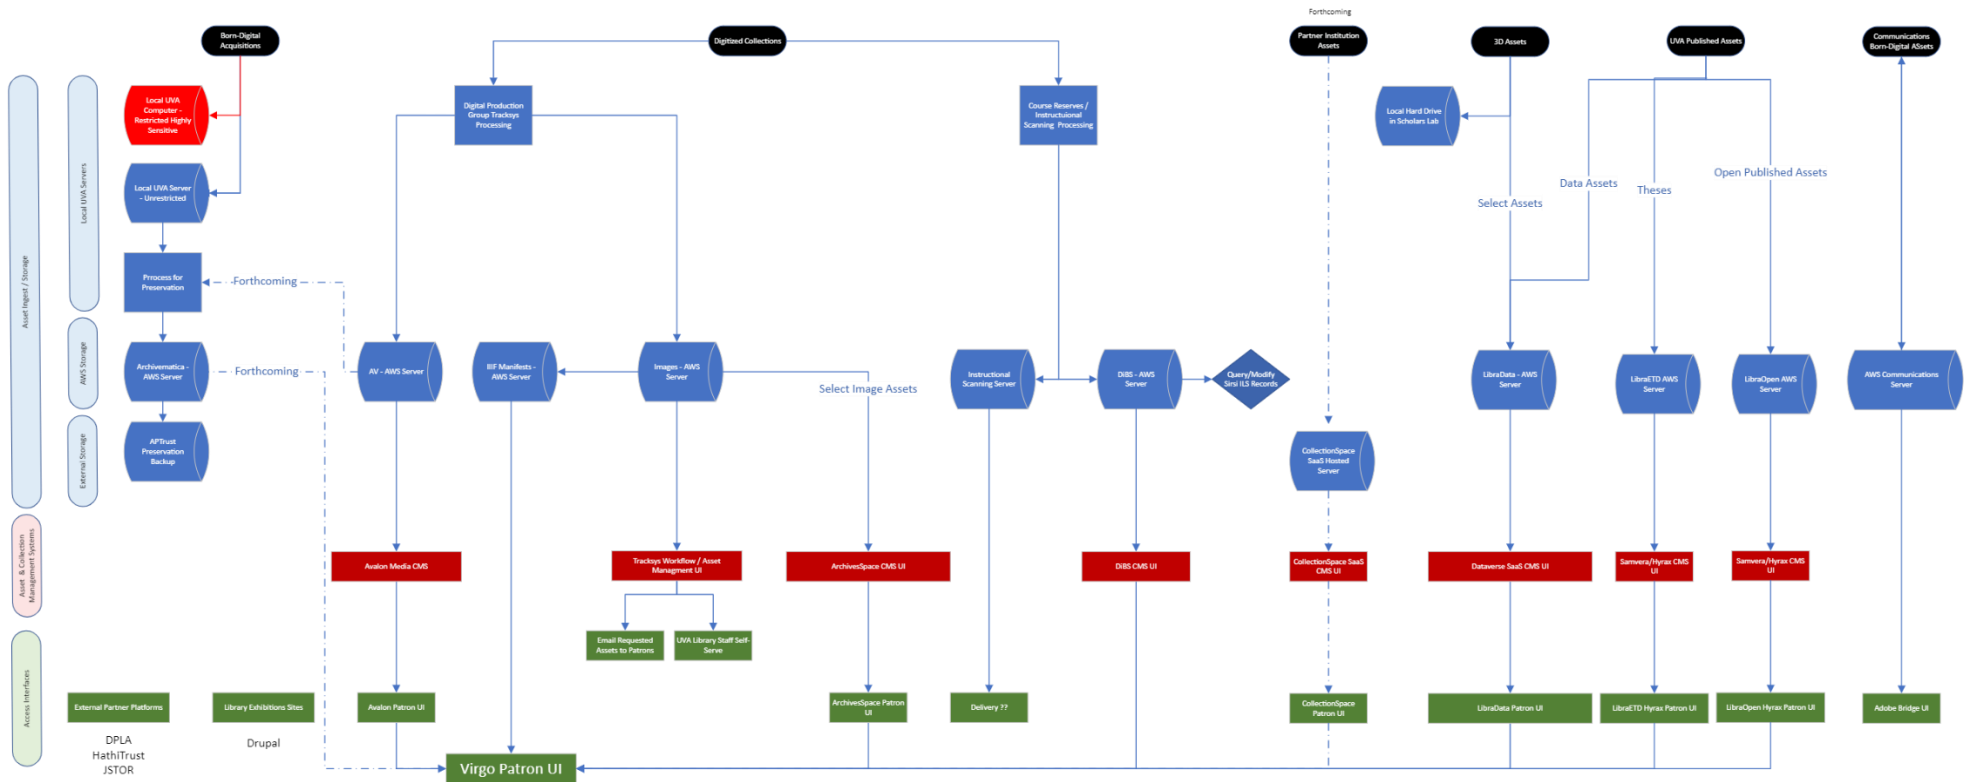 Forthcoming
Born-Digital
Acquisitions
Digitized Collections
Partner Institution
Assets
3D Assets
UVA Published Assets
Communications
Born-Digital ASsets
Asset Ingest / Storage
Local UVA Servers
Local UVA
Computer -
Restricted Highly
Sensitive
Digital Production
Group Tracksys
Processing
Course Reserves /
Instructuional
Scanning Processing
Local Hard Drive
in Scholars Lab
Local UVA Server
- Unrestricted
Select Assets
Data Assets
Theses
Open Published Assets
Prrocess for
Preservation
Forthcoming
AWS Storage
Archivematica -
AWS Server
Forthcoming
AV - AWS Server
IIIF Manifests -
AWS Server
Images - AWS
Server
Select Image Assets
Instructional
Scanning Server
DiBS - AWS
Server
Query/Modify
Sirsi ILS Records
LibraData - AWS
Server
LibraETD AWS
Server
LibraOpen AWS
Server
AWS Communications
Server
External Storage
APTrust
Preservation
Backup
CollectionSpace
SaaS Hosted
Server
Asset & Collection
Management Systems
Avalon Media CMS
Tracksys Workflow / Asset
Managment UI
ArchivesSpace CMS UI
DiBS CMS UI
CollectionSpace SaaS
CMS UI
Dataverse SaaS CMS UI
Samvera/Hyrax CMS
UI
Samvera/Hyrax CMS
UI
Access Interfaces
Email Requested
Assets to Patrons
UVA Library Staff Self-
Serve
External Partner Platforms
Library Exhibitions Sites
Avalon Patron UI
ArchivesSpace Patron
UI
Delivery ??
CollectionSpace
Patron UI
LibraData Patron UI
LibraETD Hyrax Patron UI
LibraOpen Hyrax Patron UI
Adobe Bridge UI
DPLA
HathiTrust
JSTOR
Drupal
Virgo Patron UI